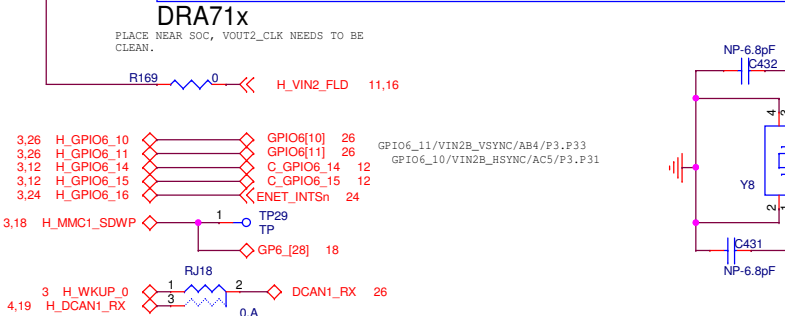 DRA71x
PLACE NEAR SOC, VOUT2_CLK NEEDS TO BE
CLEAN.
R169 0 H_VIN2_FLD 11,16
3,26 H_GPIO6_10 GPIO6[10] 26
3,26 H_GPIO6_11 GPIO6[11] 26
3,12 H_GPIO6_14 C_GPIO6_14 12
3,12 H_GPIO6_15 C_GPIO6_15 12
3,24 H_GPIO6_16 ENET_INTSn 24
GPIO6_11/VIN2B_VSYNC/AB4/P3.P33
GPIO6_10/VIN2B_HSYNC/AC5/P3.P31
3,18 H_MMC1_SDWP 1 TP29
TP
GP6_[28] 18
RJ18
3 H_WKUP_0 1 2 DCAN1_RX 26
4,19 H_DCAN1_RX 3
0,A
NP-6.8pF
C432
4
3
Y8
2
1
C431
NP-6.8pF